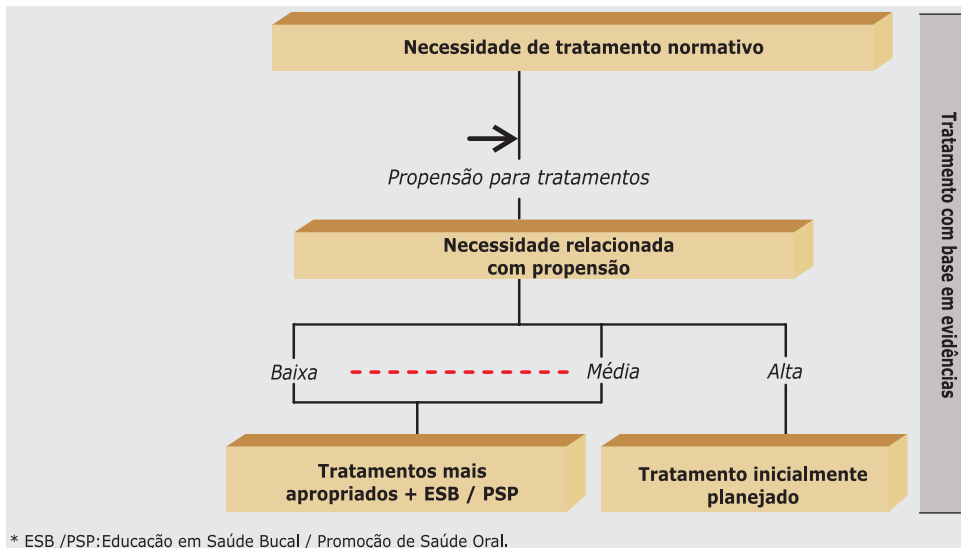 Necessidade de tratamento normativo
Propensão para tratamentos
Necessidade relacionada
com propensão
Baixa
Média
Alta
Tratamentos mais
apropriados + ESB / PSP
Tratamento inicialmente
planejado
Tratamento com base em evidências
* ESB /PSP:Educação em Saúde Bucal / Promoção de Saúde Oral.